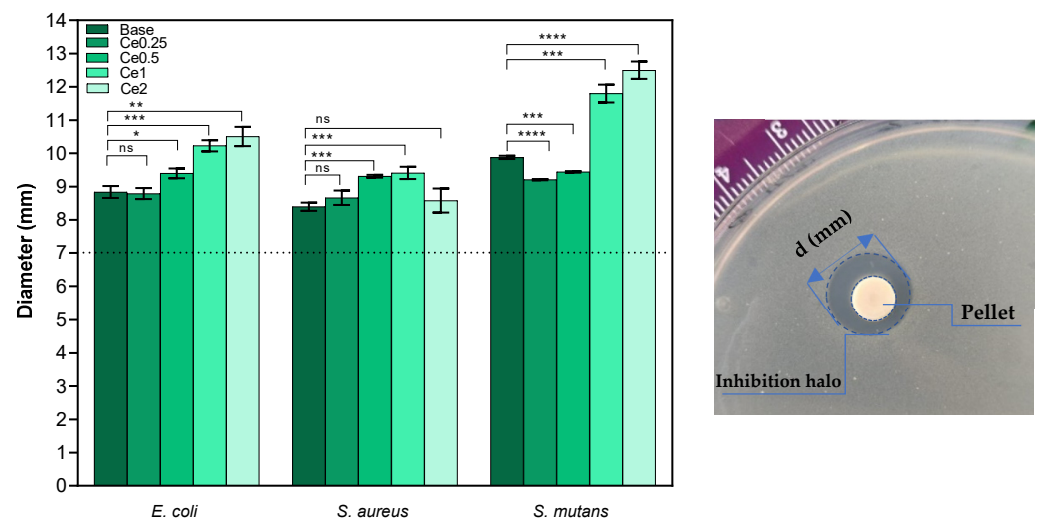 14
13
12
11
10
9
8
7
6
5
4
3
2
1
0
Diameter (mm)
Base
Ce0.25
Ce0.5
Ce1
Ce2
**
***
*
ns
ns
***
***
ns
****
***
***
****
E. coli
S. aureus
S. mutans
3
4
d (mm)
Pellet
Inhibition halo